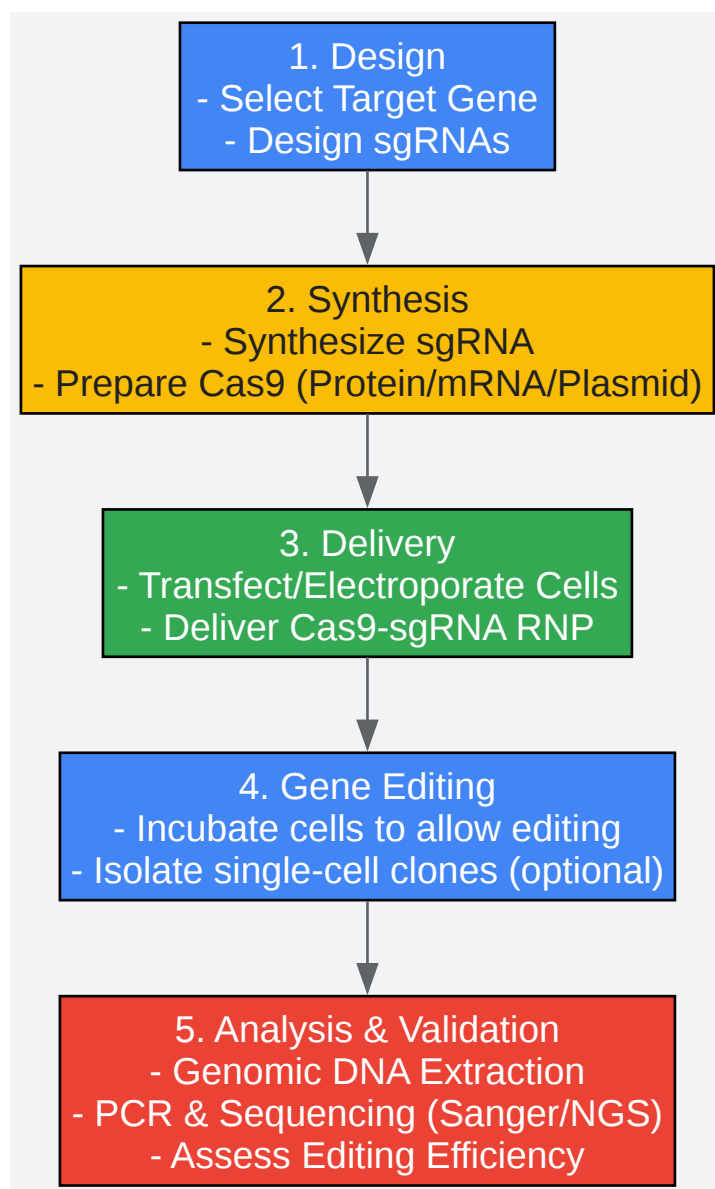 1. Design
- Select Target Gene
- Design sgRNAs
2. Synthesis
- Synthesize sgRNA
- Prepare Cas9 (Protein/mRNA/Plasmid)
3. Delivery
- Transfect/Electroporate Cells
- Deliver Cas9-sgRNA RNP
4. Gene Editing
- Incubate cells to allow editing
- Isolate single-cell clones (optional)
5. Analysis & Validation
- Genomic DNA Extraction
- PCR & Sequencing (Sanger/NGS)
- Assess Editing Efficiency